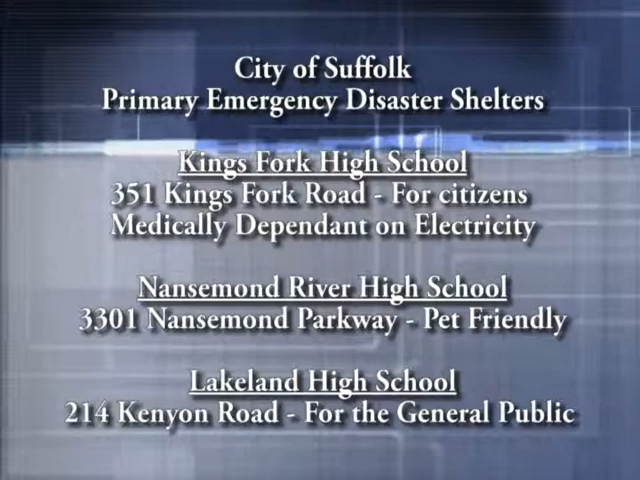 City of Suffolk
Primary Emergency Disaster Shelters
Kings Fork High School
351 Kings Fork Road - For citizens
Medically Dependant on Electricity
Nansemond River High School
3301 Nansemond Parkway - Pet Friendly
Lakeland High School
214 Kenyon Road - For the General Public